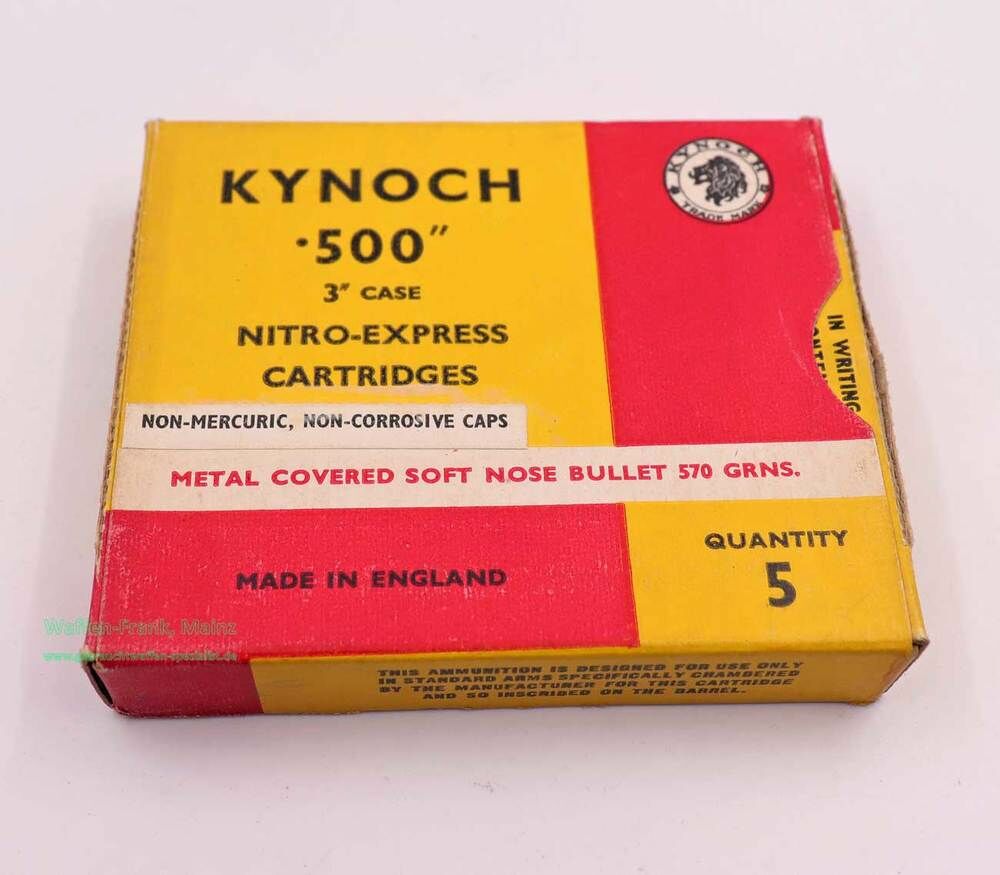 KYNOCH
KYNOCH
TRADE MARK
·500"
3" CASE
NITRO-EXPRESS
CARTRIDGES
IN WRITING
NON-MERCURIC, NON-CORROSIVE CAPS
METAL COVERED SOFT NOSE BULLET 570 GRNS.
QUANTITY
5
MADE IN ENGLAND
Waffen-Frank, Mainz
THIS AMMUNITION IS DESIGNED FOR USE ONLY
IN STANDARD ARMS SPECIFICALLY CHAMBERED
BY THE MANUFACTURER FOR THIS CARTRIDGE
AND SO INSCRIBED ON THE BARREL.